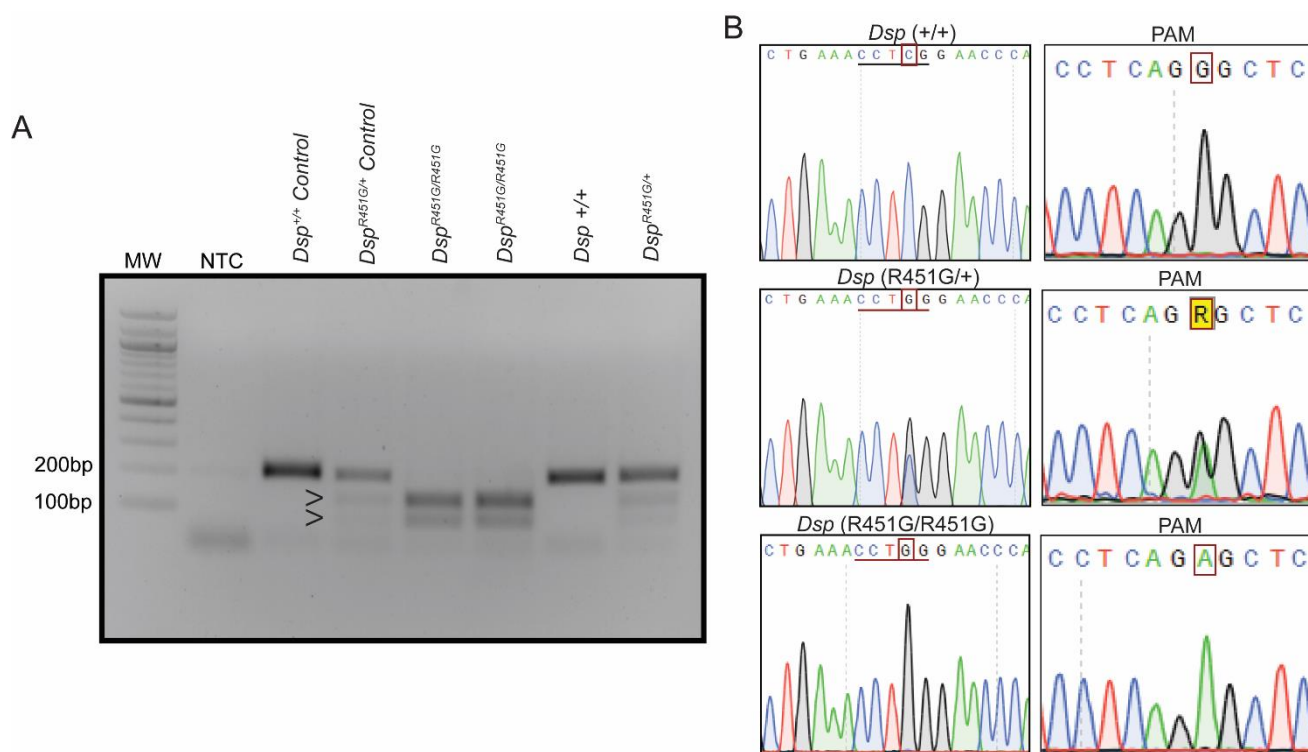 A
MW
NTC
Dsp+/+ Control
DspR451G/+ Control
DspR451G/R451G
DspR451G/R451G
Dsp +/+
DspR451G/+
200bp
100bp
>
>
B
Dsp (+/+)
C T G A A A C C T C G G A A C C C A
PAM
C C T C A G G G C T C
Dsp (R451G/+)
C T G A A A C C T G G G A A C C C A
PAM
C C T C A G R G C T C
Dsp (R451G/R451G)
C T G A A A C C T G G G A A C C C A
PAM
C C T C A G A G C T C